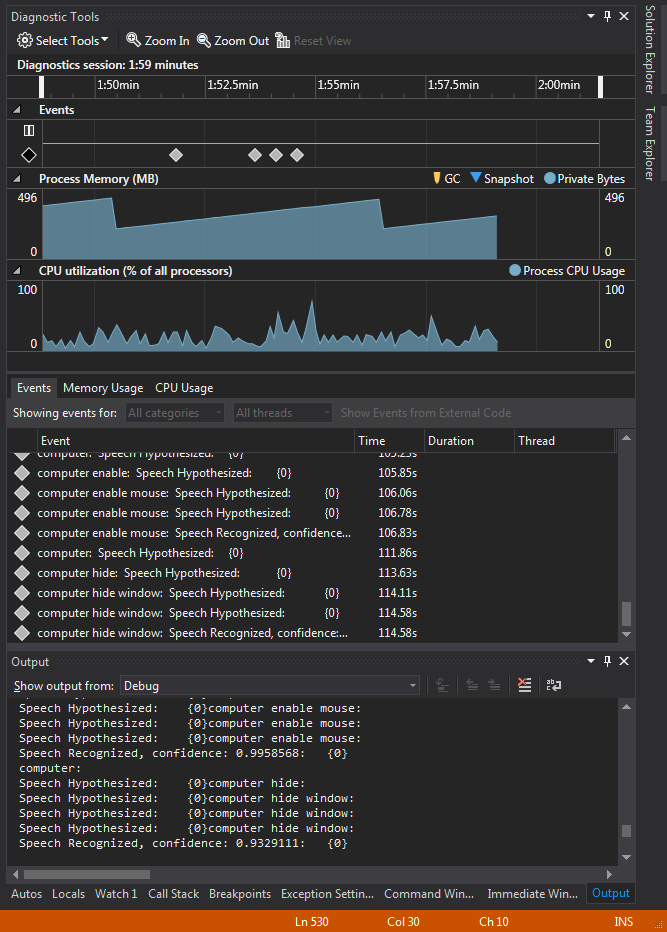 Diagnostic Tools
Select Tools Zoom In Zoom Out Reset View
Diagnostics session: 1:59 minutes
1:50min 1:52.5min 1:55min 1:57.5min 2:00min
Events
Process Memory (MB) GC Snapshot Private Bytes
496 496
0 0
CPU utilization (% of all processors) Process CPU Usage
100 100
0 0
Events Memory Usage CPU Usage
Showing events for: All categories All threads Show Events from External Code
Event Time Duration Thread
computer: Speech Hypothesized: {0} 105.25s
computer enable: Speech Hypothesized: {0} 105.85s
computer enable mouse: Speech Hypothesized: {0} 106.06s
computer enable mouse: Speech Hypothesized: {0} 106.78s
computer enable mouse: Speech Recognized, confidence... 106.83s
computer: Speech Hypothesized: {0} 111.86s
computer hide: Speech Hypothesized: {0} 113.63s
computer hide window: Speech Hypothesized: {0} 114.11s
computer hide window: Speech Hypothesized: {0} 114.58s
computer hide window: Speech Recognized, confidence:... 114.58s
Output
Show output from: Debug
Speech Hypothesized: {0}computer enable mouse:
Speech Hypothesized: {0}computer enable mouse:
Speech Hypothesized: {0}computer enable mouse:
Speech Recognized, confidence: 0.9958568: {0}
computer:
Speech Hypothesized: {0}computer hide:
Speech Hypothesized: {0}computer hide window:
Speech Hypothesized: {0}computer hide window:
Speech Hypothesized: {0}computer hide window:
Speech Recognized, confidence: 0.9329111: {0}
Autos Locals Watch 1 Call Stack Breakpoints Exception Settin... Command Win... Immediate Win... Output
Ln 530 Col 30 Ch 10 INS
Solution Explorer
Team Explorer